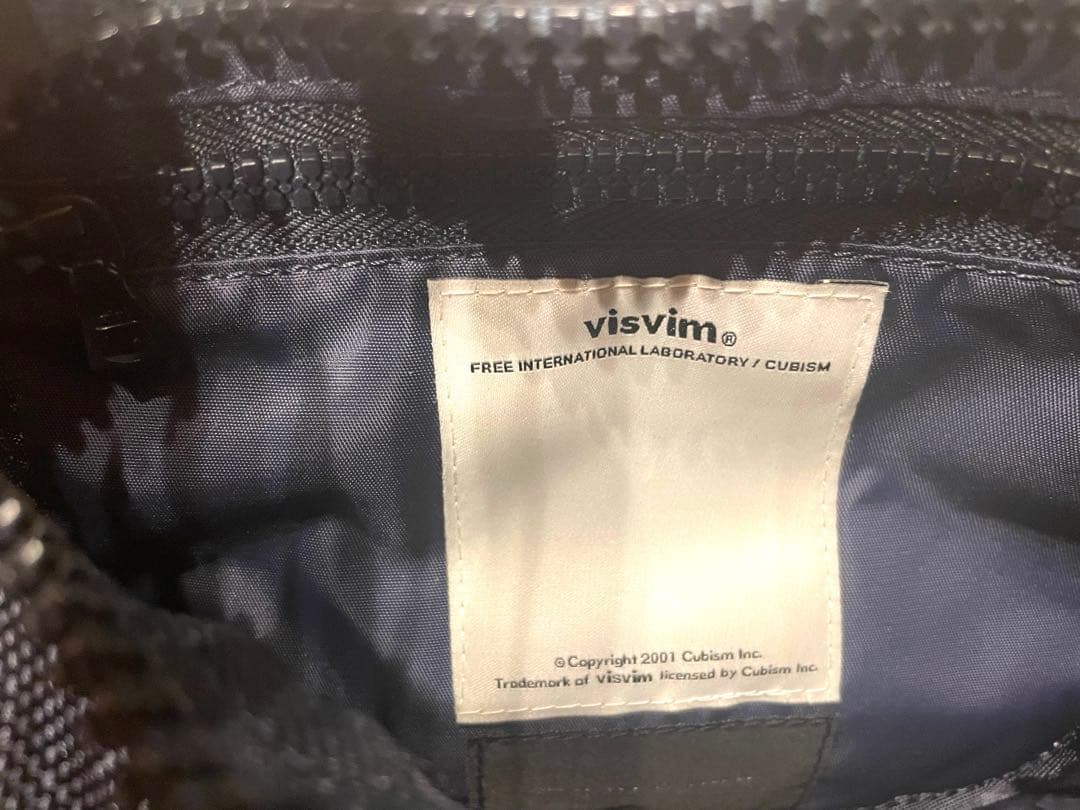 visvim®
FREE INTERNATIONAL LABORATORY / CUBISM
© Copyright 2001 Cubism Inc.
Trademark of visvim licensed by Cubism Inc.